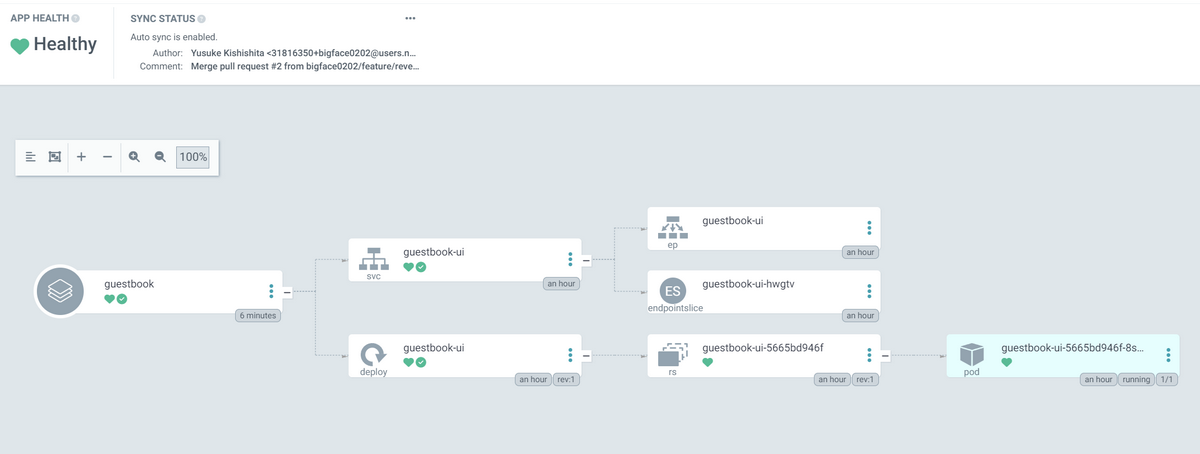 APP HEALTH
Healthy
SYNC STATUS
Auto sync is enabled.
Author: Yusuke Kishishita <31816350+bigface0202@users.n...
Comment: Merge pull request #2 from bigface0202/feature/reve...
100%
guestbook
6 minutes
guestbook-ui
svc
an hour
guestbook-ui
deploy
an hour rev:1
guestbook-ui
ep
an hour
ES
guestbook-ui-hwgtv
endpointslice
an hour
guestbook-ui-5665bd946f
rs
an hour rev:1
guestbook-ui-5665bd946f-8s...
pod
an hour running 1/1